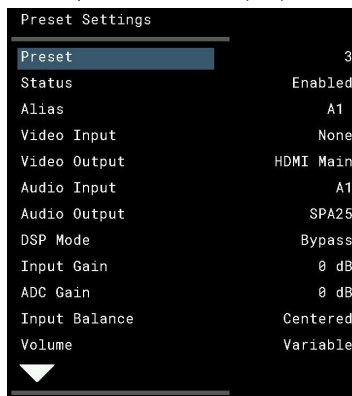 Preset Settings
Preset 3
Status Enabled
Alias A1
Video Input None
Video Output HDMI Main
Audio Input A1
Audio Output SPA25
DSP Mode Bypass
Input Gain 0 dB
ADC Gain 0 dB
Input Balance Centered
Volume Variable